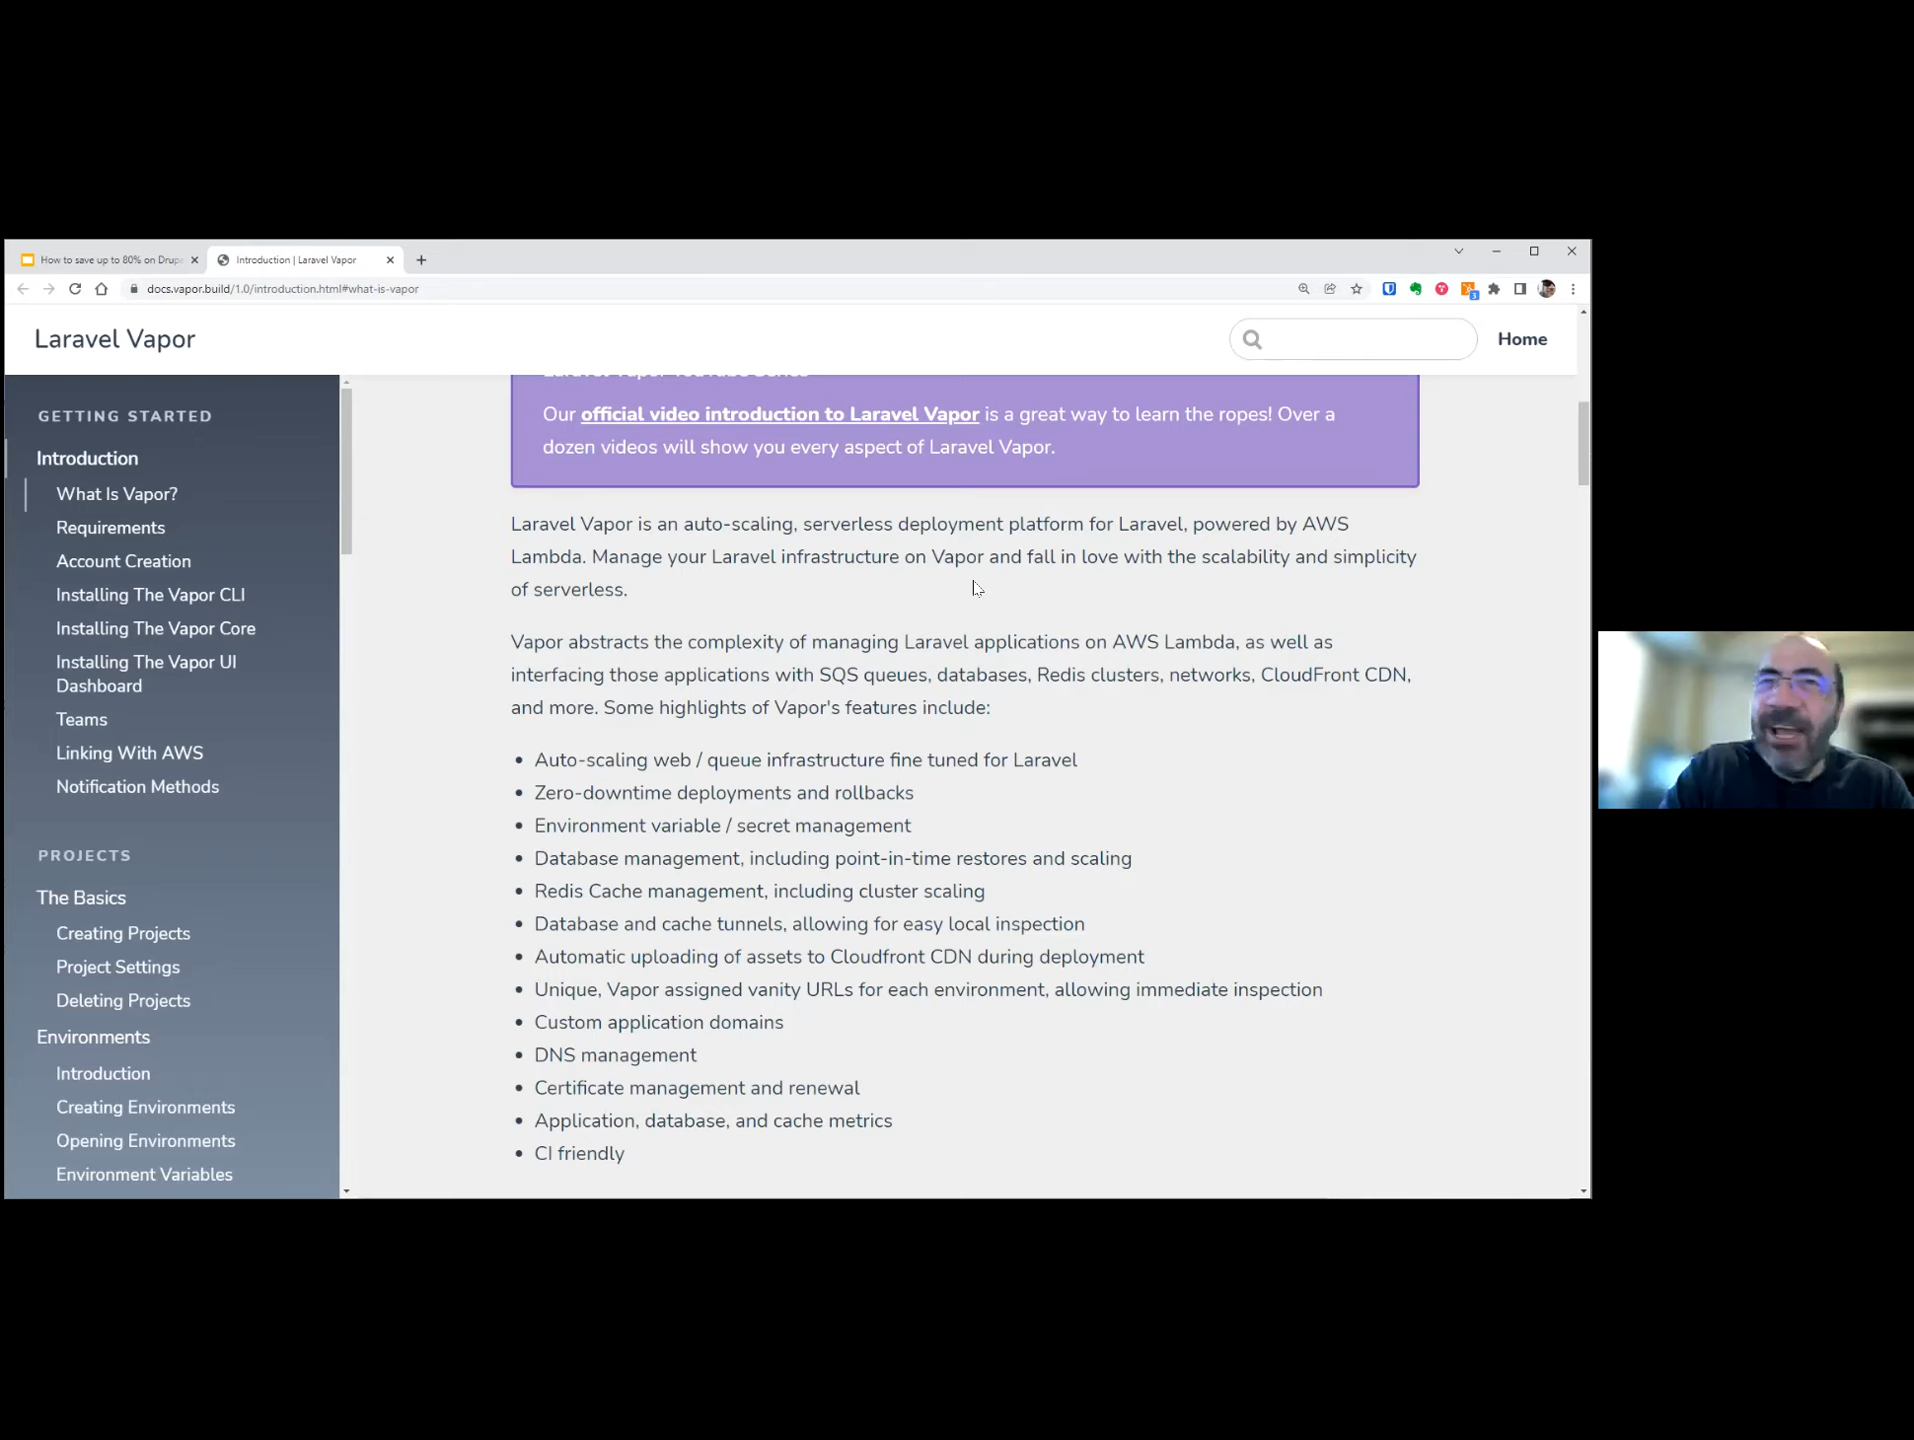 How to save up to 80% on Drupa
Introduction | Laravel Vapor
docs.vapor.build/1.0/introduction.html#what-is-vapor
3
Laravel Vapor
Home
GETTING STARTED
Introduction
What Is Vapor?
Requirements
Account Creation
Installing The Vapor CLI
Installing The Vapor Core
Installing The Vapor UI
Dashboard
Teams
Linking With AWS
Notification Methods
PROJECTS
The Basics
Creating Projects
Project Settings
Deleting Projects
Environments
Introduction
Creating Environments
Opening Environments
Environment Variables
Laravel Vapor YouTube Series
Our official video introduction to Laravel Vapor is a great way to learn the ropes! Over a
dozen videos will show you every aspect of Laravel Vapor.
Laravel Vapor is an auto-scaling, serverless deployment platform for Laravel, powered by AWS
Lambda. Manage your Laravel infrastructure on Vapor and fall in love with the scalability and simplicity
of serverless.
Vapor abstracts the complexity of managing Laravel applications on AWS Lambda, as well as
interfacing those applications with SQS queues, databases, Redis clusters, networks, CloudFront CDN,
and more. Some highlights of Vapor's features include:
• Auto-scaling web / queue infrastructure fine tuned for Laravel
• Zero-downtime deployments and rollbacks
• Environment variable / secret management
• Database management, including point-in-time restores and scaling
• Redis Cache management, including cluster scaling
• Database and cache tunnels, allowing for easy local inspection
• Automatic uploading of assets to Cloudfront CDN during deployment
• Unique, Vapor assigned vanity URLs for each environment, allowing immediate inspection
• Custom application domains
• DNS management
• Certificate management and renewal
• Application, database, and cache metrics
• CI friendly